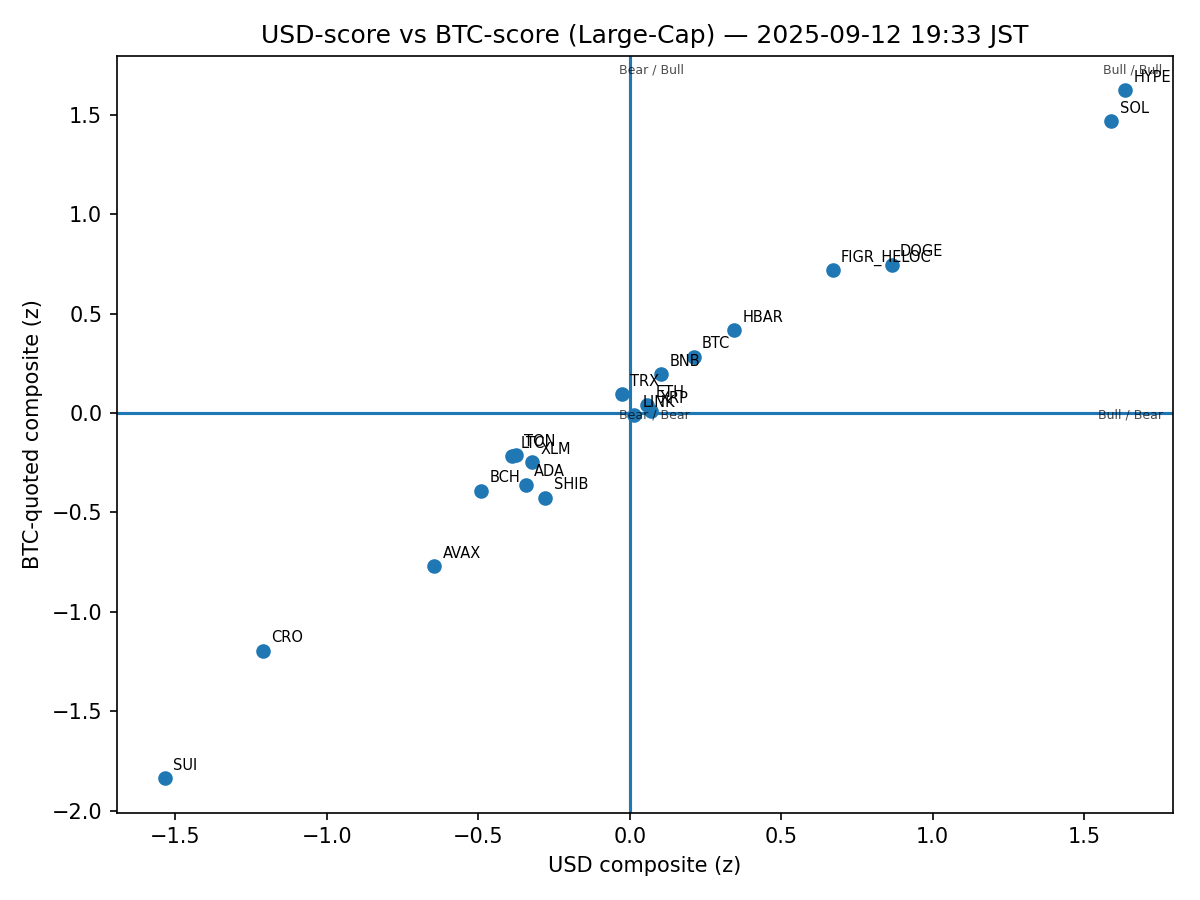 USD-score vs BTC-score (Large-Cap) — 2025-09-12 19:33 JST
Bear / Bull
Bull / Bull
HYPE
SOL
DOGE
FIGR_HELOC
HBAR
BTC
BNB
TRX
ETH
XRP
LINK
Bear / Bear
Bull / Bear
TON
LTC
XLM
ADA
BCH
SHIB
AVAX
CRO
SUI
1.5
1.0
0.5
0.0
−0.5
−1.0
−1.5
−2.0
BTC-quoted composite (z)
−1.5 −1.0 −0.5 0.0 0.5 1.0 1.5
USD composite (z)